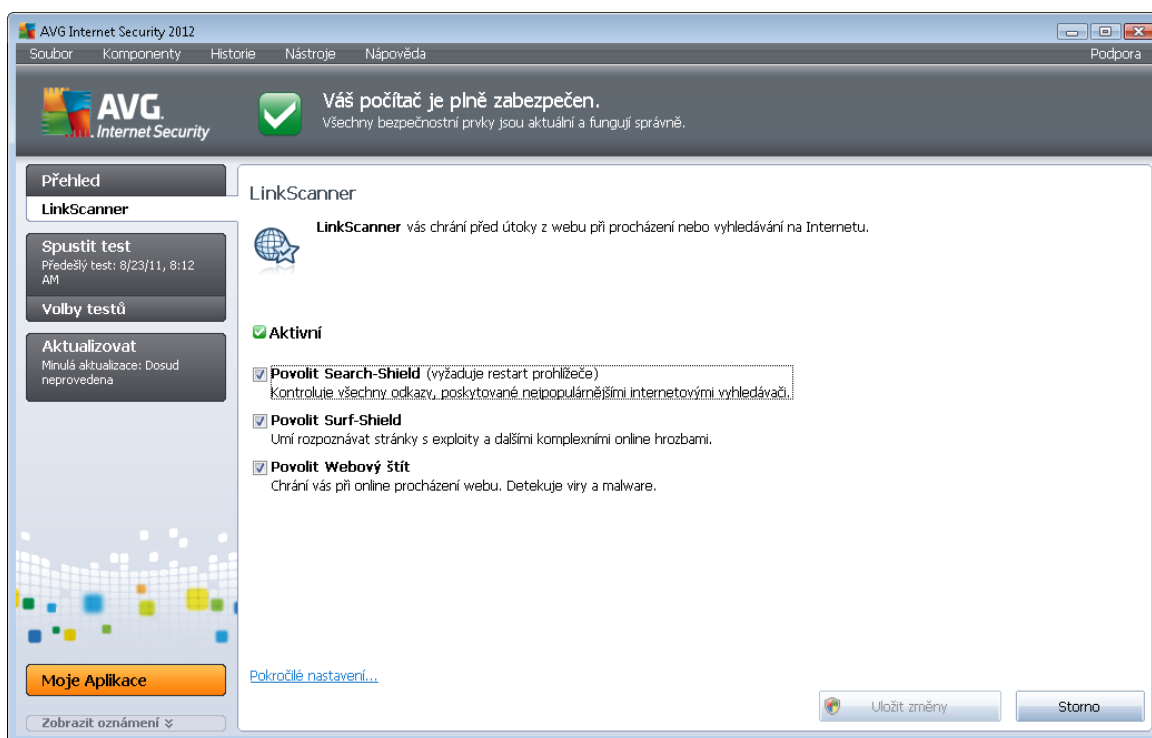 AVG Internet Security 2012
Soubor Komponenty Historie Nástroje Nápověda Podpora
AVG.
Internet Security
Váš počítač je plně zabezpečen.
Všechny bezpečnostní prvky jsou aktuální a fungují správně.
Přehled
LinkScanner
Spustit test
Předešlý test: 8/23/11, 8:12
AM
Volby testů
Aktualizovat
Minulá aktualizace: Dosud
neprovedena
Moje Aplikace
Zobrazit oznámení
LinkScanner
LinkScanner vás chrání před útoky z webu při procházení nebo vyhledávání na Internetu.
Aktivní
Povolit Search-Shield (vyžaduje restart prohlížeče)
Kontroluje všechny odkazy, poskytované nejpopulárnějšími internetovými vyhledávači.
Povolit Surf-Shield
Umí rozpoznávat stránky s exploity a dalšími komplexními online hrozbami.
Povolit Webový štít
Chrání vás při online procházení webu. Detekuje viry a malware.
Pokročilé nastavení...
Uložit změny
Storno